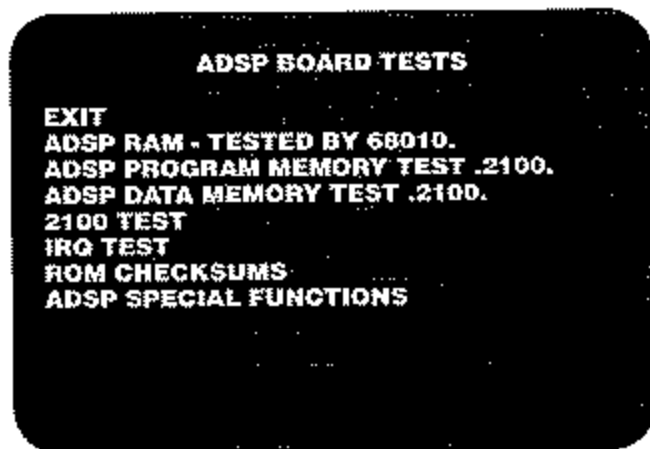 ADSP BOARD TESTS
EXIT
ADSP RAM - TESTED BY 68010.
ADSP PROGRAM MEMORY TEST .2100.
ADSP DATA MEMORY TEST .2100.
2100 TEST
IRQ TEST
ROM CHECKSUMS
ADSP SPECIAL FUNCTIONS